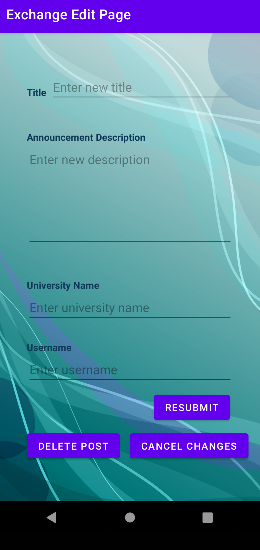 Exchange Edit Page
Title Enter new title
Announcement Description
Enter new description
University Name
Enter university name
Username
Enter username
RESUBMIT
DELETE POST CANCEL CHANGES